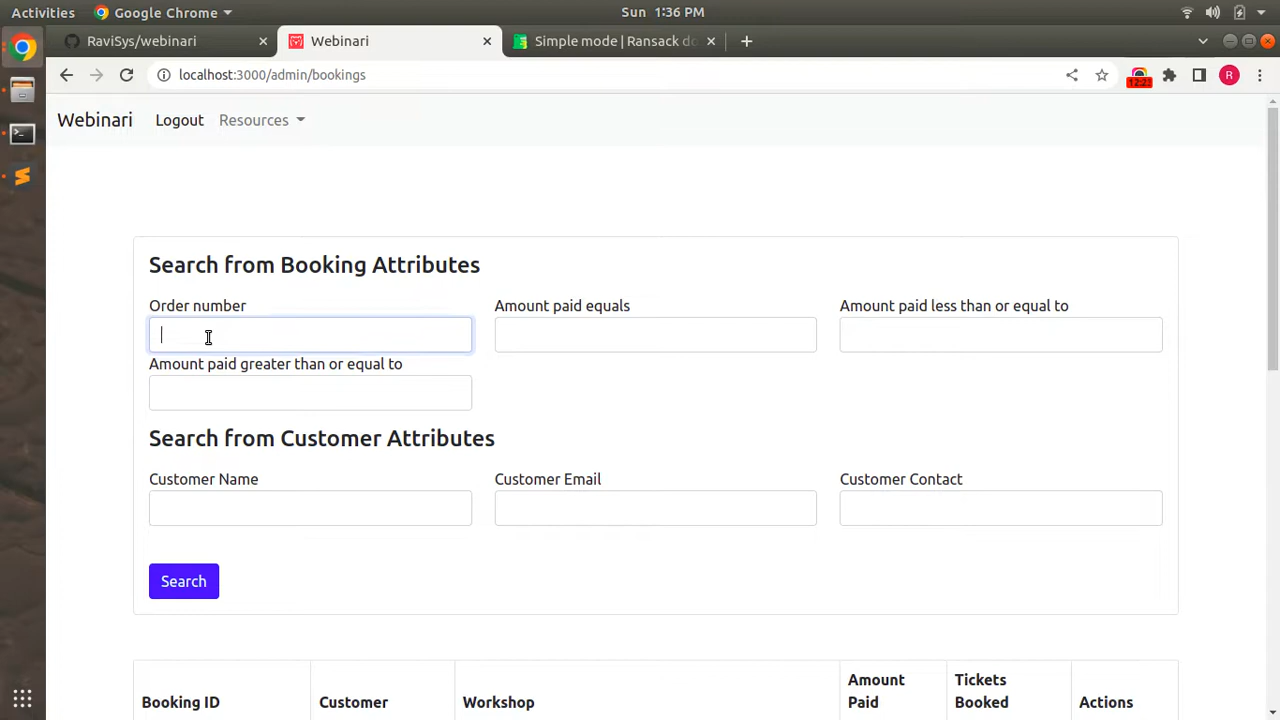 Activities Google Chrome Sun 1:36 PM
RaviSys/webinari Webinari Simple mode | Ransack do
localhost:3000/admin/bookings R
Webinari Logout Resources
Search from Booking Attributes
Order number Amount paid equals Amount paid less than or equal to
Amount paid greater than or equal to
Search from Customer Attributes
Customer Name Customer Email Customer Contact
Search
Booking ID Customer Workshop Amount Paid Tickets Booked Actions